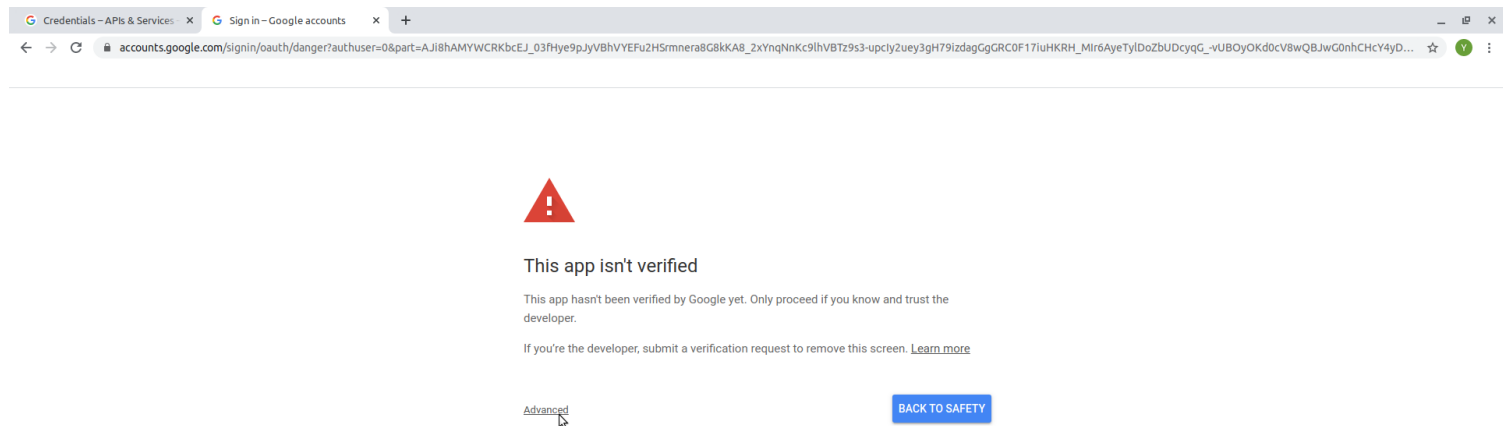 Credentials – APIs & Services – Sign in – Google accounts
accounts.google.com/signin/oauth/danger?authuser=0&part=AJi8hAMYWCRKbcEJ_03fHye9pJyVBhVYEFu2HSrmnera8G8kKA8_2xYnqNnKc9lhVBTz9s3-upcIy2uey3gH79izdagGgGRC0F17iuHKRH_MIr6AyeTylDoZbUDcyqG_-vUBOyOKd0cV8wQBJwG0nhCHcY4yD... Y
This app isn't verified
This app hasn't been verified by Google yet. Only proceed if you know and trust the
developer.
If you're the developer, submit a verification request to remove this screen. Learn more
Advanced BACK TO SAFETY